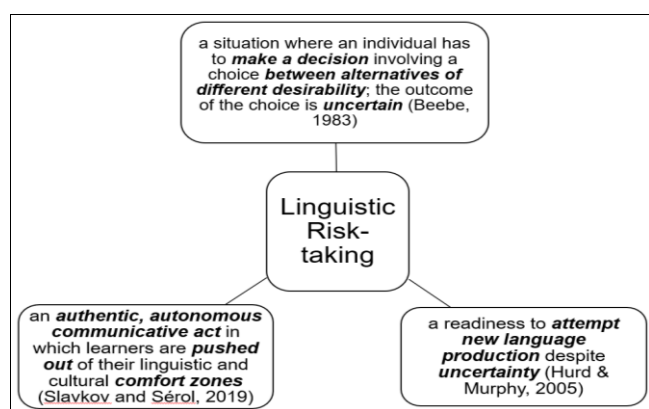 a situation where an individual has
to make a decision involving a
choice between alternatives of
different desirability; the outcome
of the choice is uncertain (Beebe,
1983)
Linguistic
Risk-
taking
an authentic, autonomous
communicative act in
which learners are pushed
out of their linguistic and
cultural comfort zones
(Slavkov and Sérol, 2019)
a readiness to attempt
new language
production despite
uncertainty (Hurd &
Murphy, 2005)